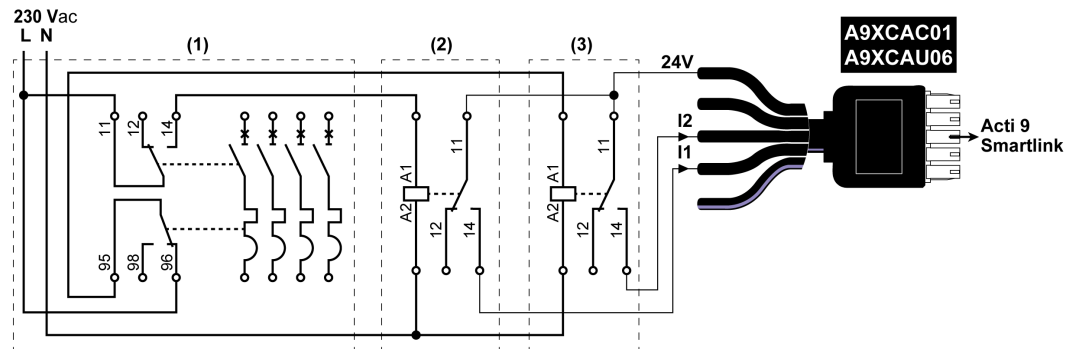 230 Vac
L N
(1)
(2)
(3)
24V
I2
I1
A9XCAC01
A9XCAU06
Acti 9
Smartlink
11
12
14
95
98
96
A1
A2
11
12
14
A1
A2
11
12
14